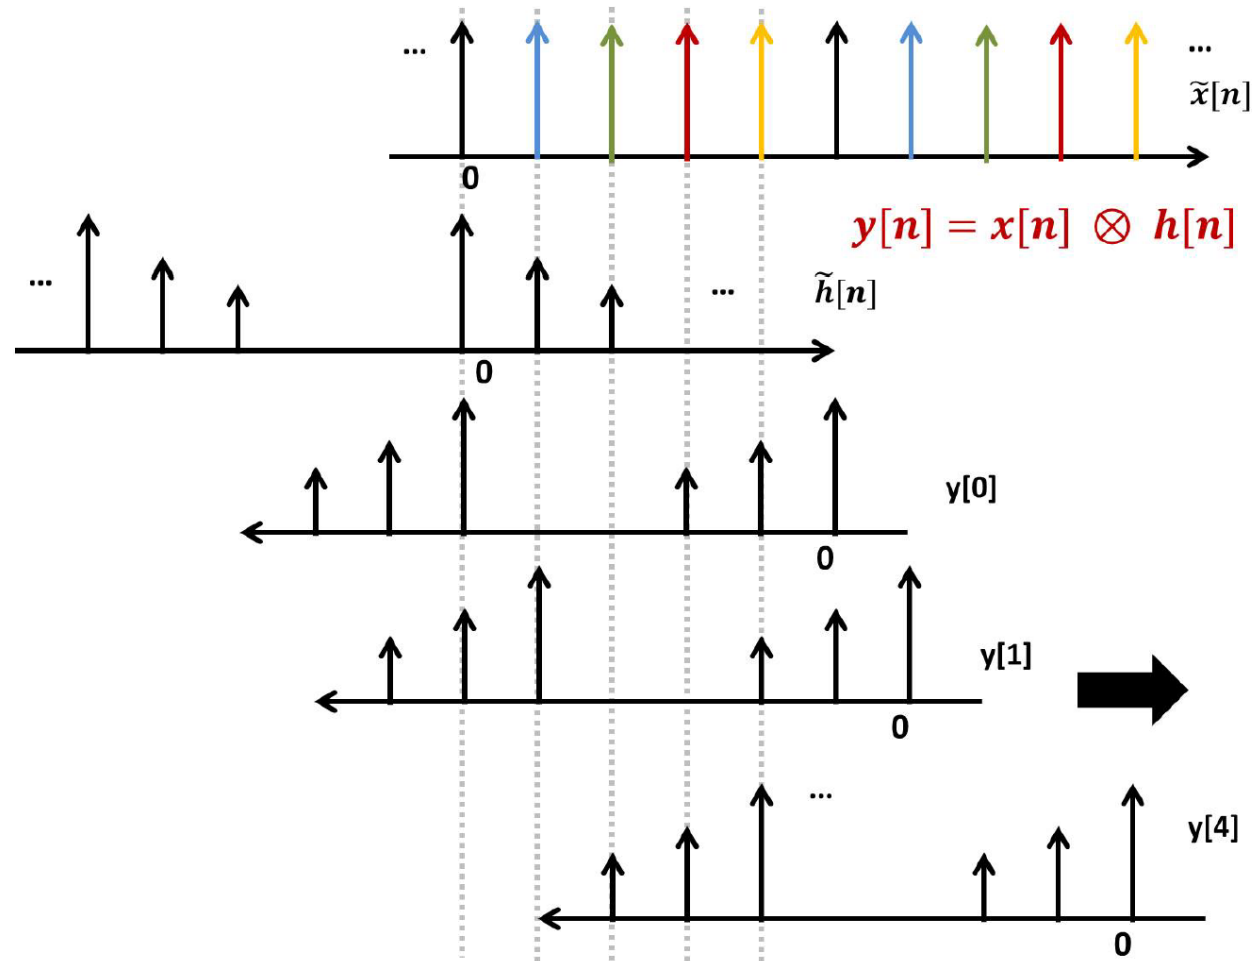 ... ...
x̃[n]
0
y[n] = x[n] ⊗ h[n]
... ... h̃[n]
0
y[0]
0
y[1]
0
...
y[4]
0